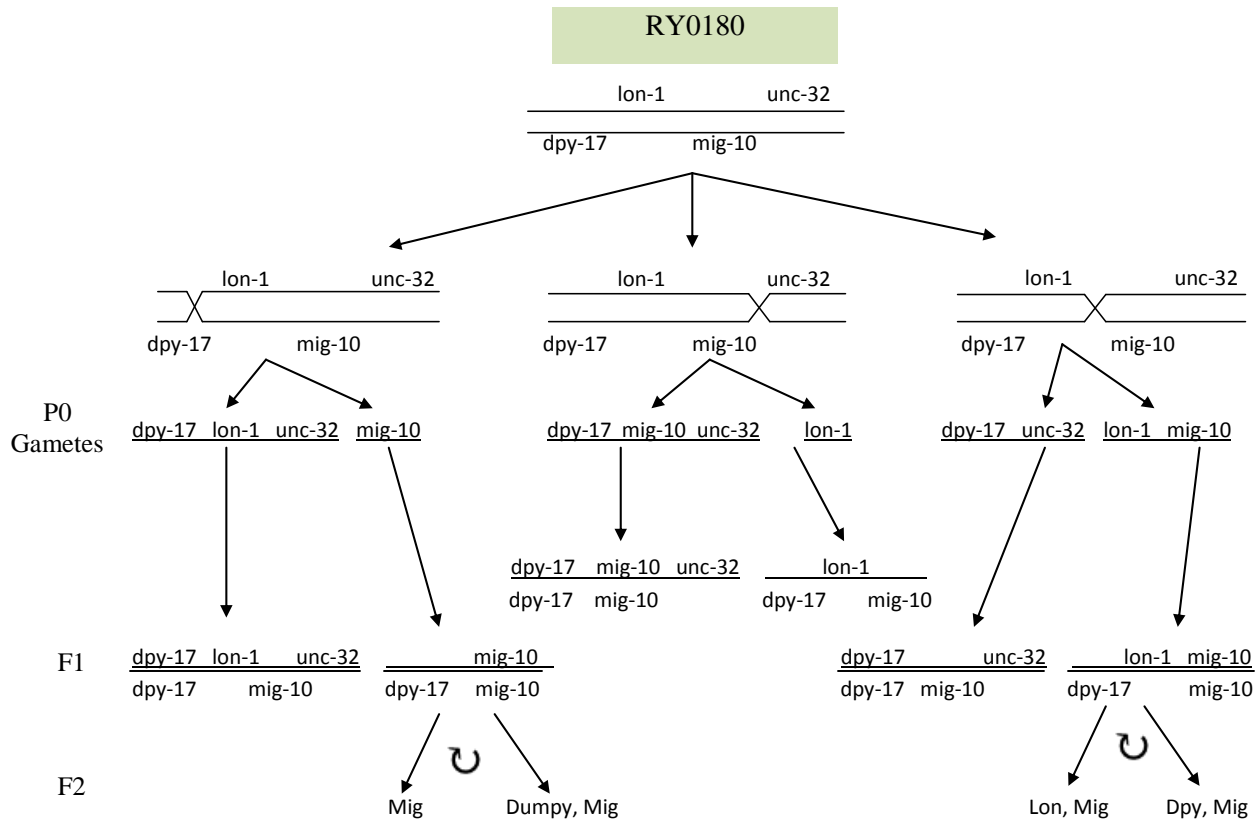 RY0180
lon-1 unc-32
dpy-17 mig-10
lon-1 unc-32 lon-1 unc-32 lon-1 unc-32
dpy-17 mig-10 dpy-17 mig-10 dpy-17 mig-10
P0
Gametes
dpy-17 lon-1 unc-32 mig-10 dpy-17 mig-10 unc-32 lon-1 dpy-17 unc-32 lon-1 mig-10
dpy-17 mig-10 unc-32 lon-1
dpy-17 mig-10 dpy-17 mig-10
F1
dpy-17 lon-1 unc-32 mig-10 dpy-17 unc-32 lon-1 mig-10
dpy-17 mig-10 dpy-17 mig-10 dpy-17 mig-10 dpy-17 mig-10
F2
Mig Dumpy, Mig Lon, Mig Dpy, Mig